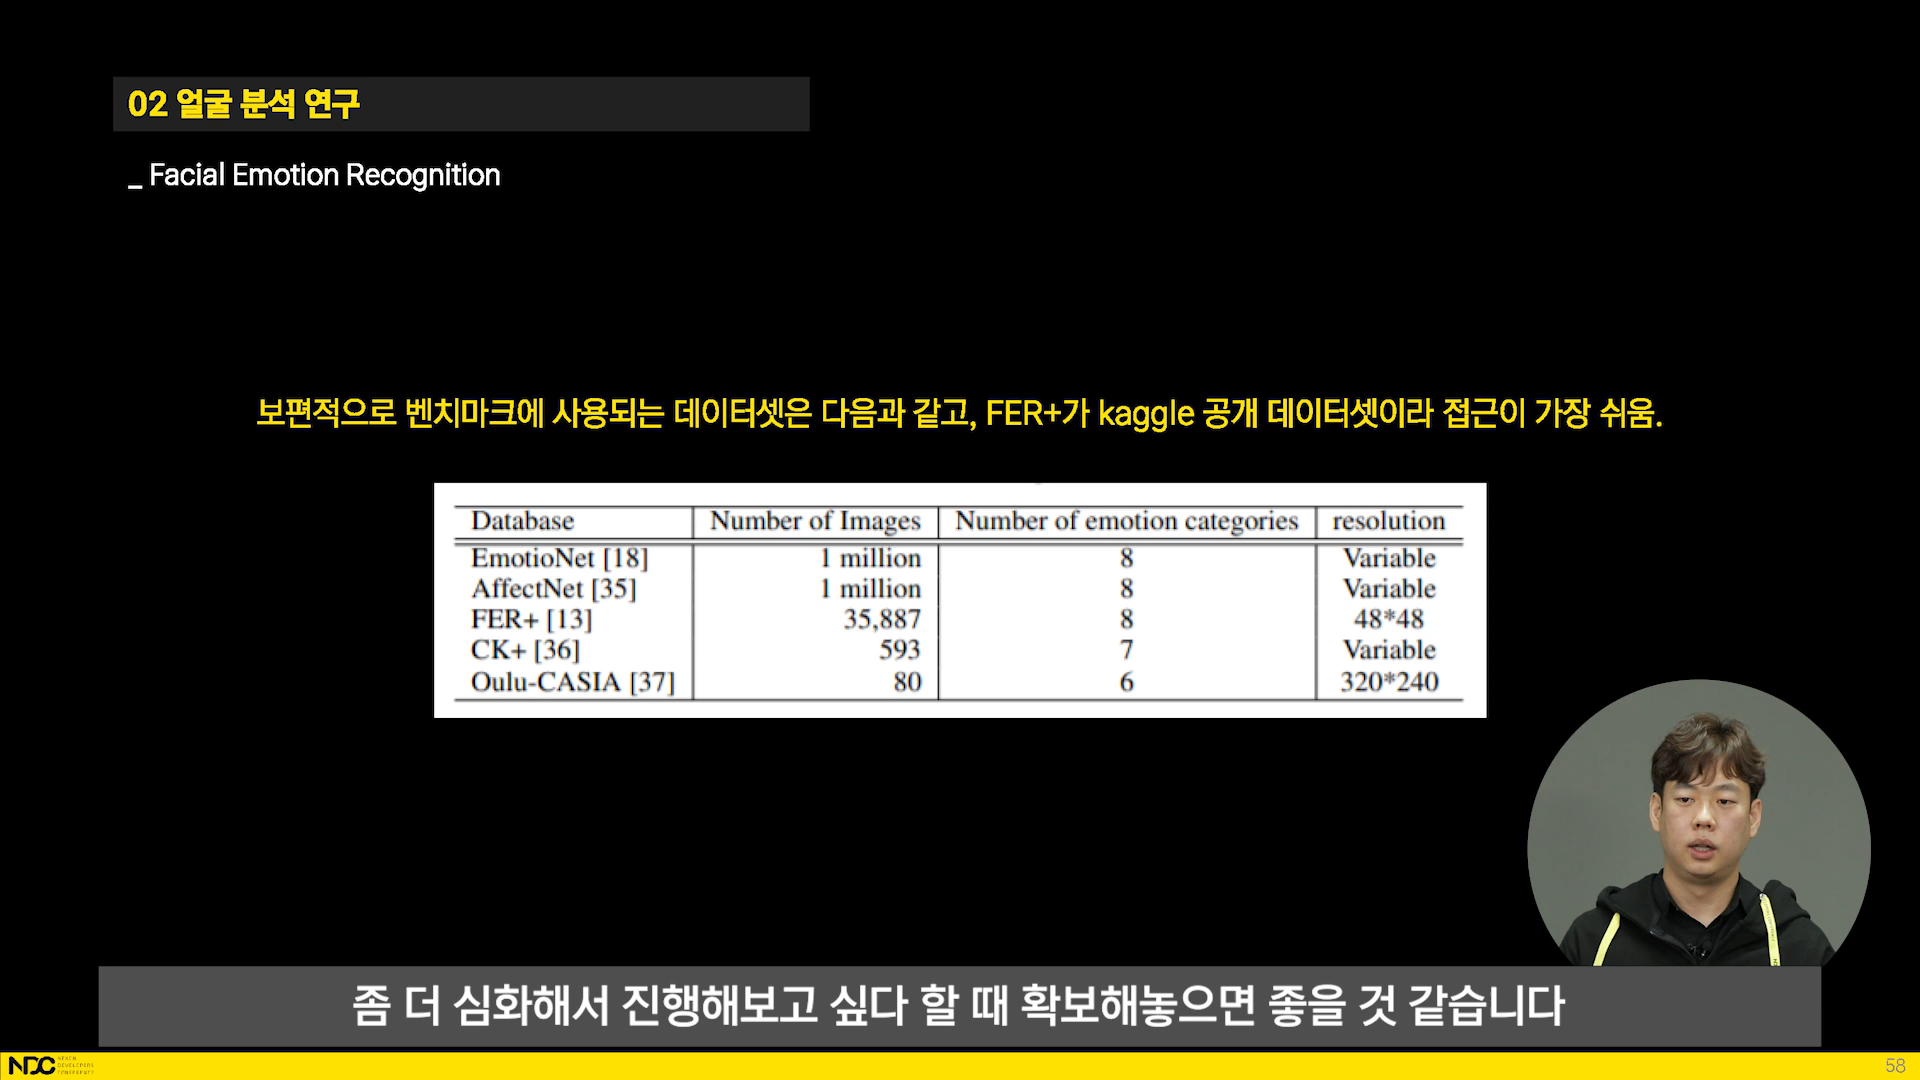 02 얼굴 분석 연구
_ Facial Emotion Recognition
보편적으로 벤치마크에 사용되는 데이터셋은 다음과 같고, FER+가 kaggle 공개 데이터셋이라 접근이 가장 쉬움.
Database Number of Images Number of emotion categories resolution
EmotioNet [18] 1 million 8 Variable
AffectNet [35] 1 million 8 Variable
FER+ [13] 35,887 8 48*48
CK+ [36] 593 7 Variable
Oulu-CASIA [37] 80 6 320*240
좀 더 심화해서 진행해보고 싶다 할 때 확보해놓으면 좋을 것 같습니다
NDC
NEXON
DEVELOPERS
CONFERENCE
58